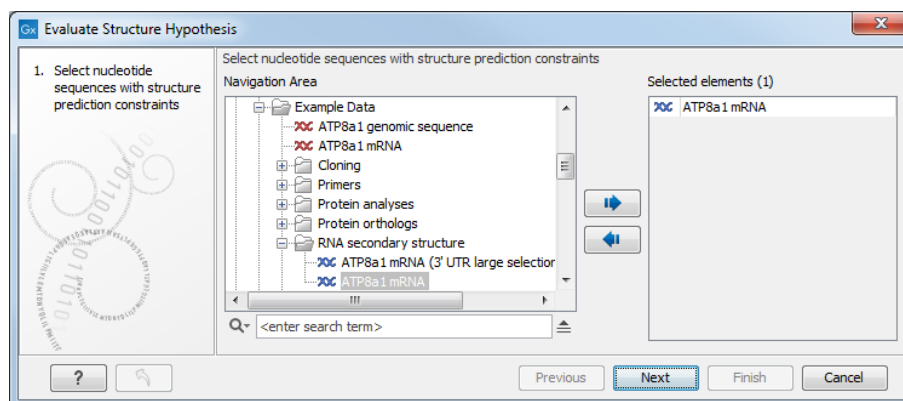 Gx Evaluate Structure Hypothesis
1. Select nucleotide
sequences with structure
prediction constraints
Select nucleotide sequences with structure prediction constraints
Navigation Area
Example Data
ATP8a1 genomic sequence
ATP8a1 mRNA
Cloning
Primers
Protein analyses
Protein orthologs
RNA secondary structure
ATP8a1 mRNA (3' UTR large selection
ATP8a1 mRNA
<enter search term>
Selected elements (1)
ATP8a1 mRNA
?
Previous
Next
Finish
Cancel